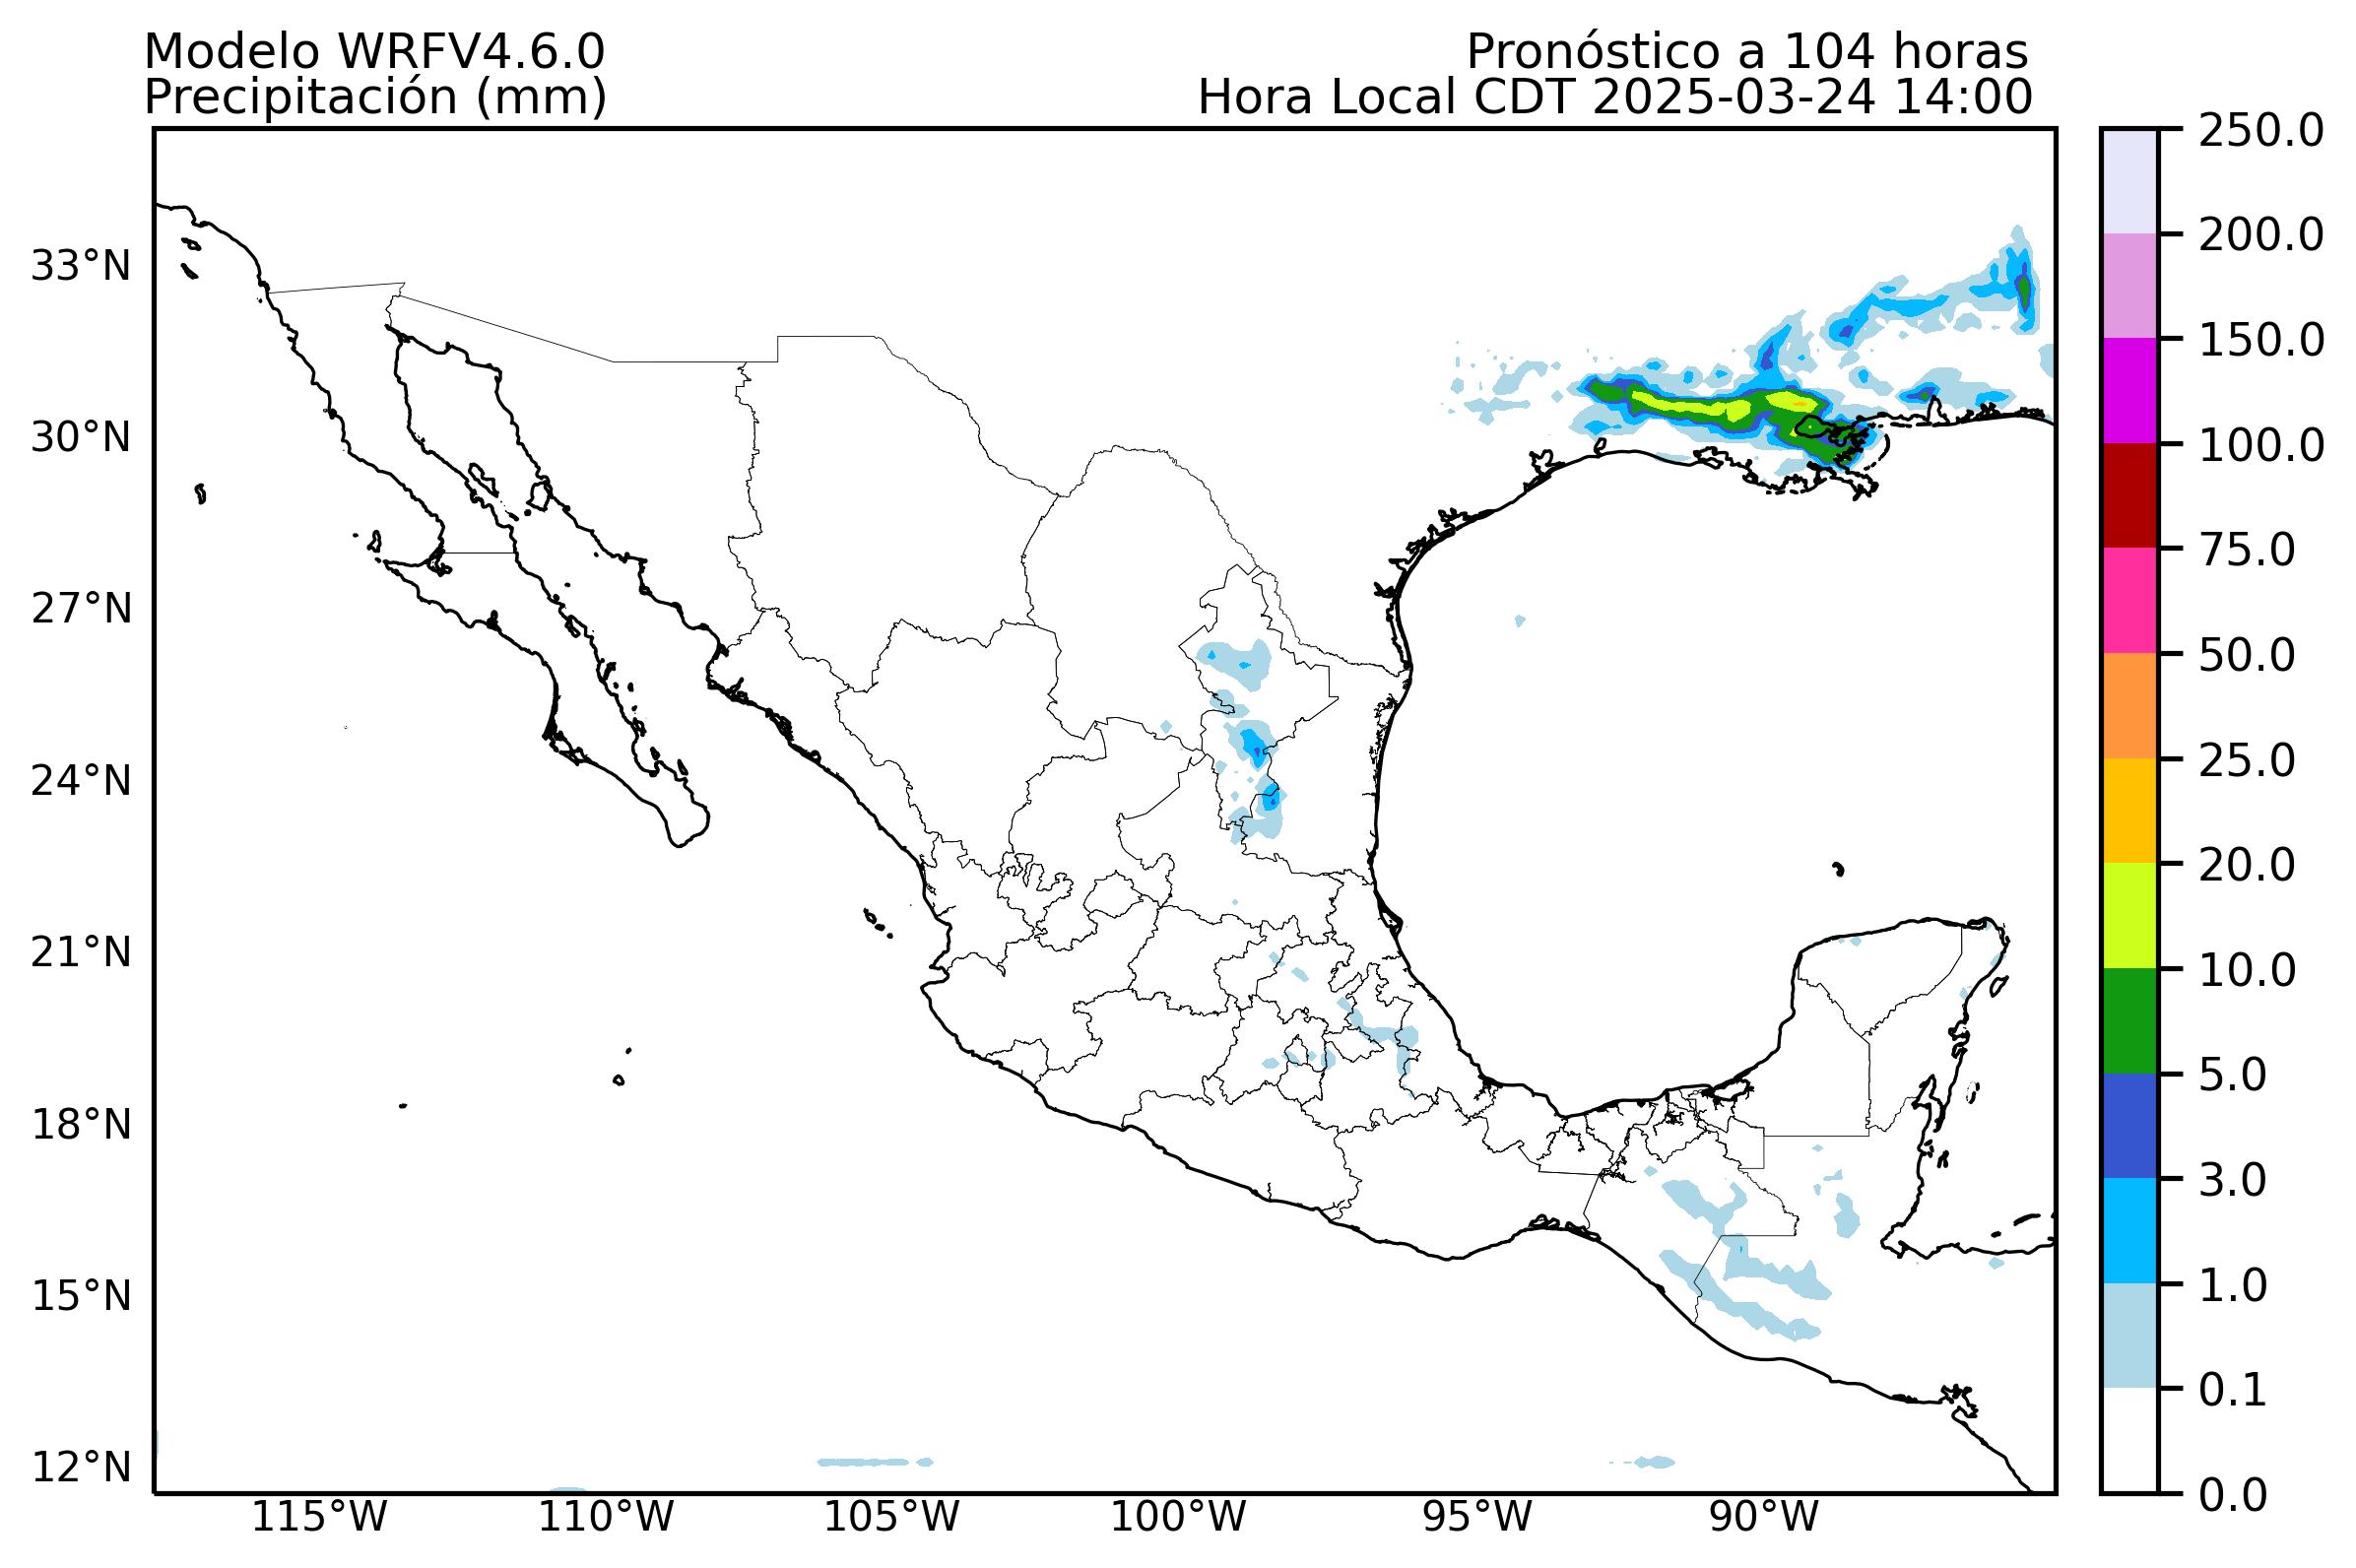 Modelo WRFV4.6.0
Precipitación (mm)
Pronóstico a 104 horas
Hora Local CDT 2025-03-24 14:00
33°N
30°N
27°N
24°N
21°N
18°N
15°N
12°N
115°W
110°W
105°W
100°W
95°W
90°W
250.0
200.0
150.0
100.0
75.0
50.0
25.0
20.0
10.0
5.0
3.0
1.0
0.1
0.0